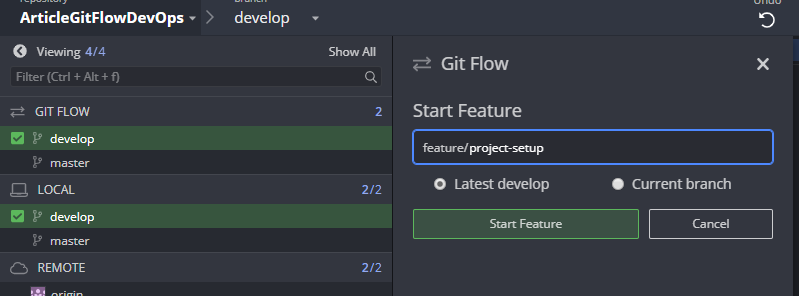 repository
branch
Undo
ArticleGitFlowDevOps
develop
Viewing 4/4
Show All
Filter (Ctrl + Alt + f)
GIT FLOW 2
develop
master
LOCAL 2/2
develop
master
REMOTE 2/2
origin
Git Flow
Start Feature
feature/project-setup
Latest develop
Current branch
Start Feature
Cancel